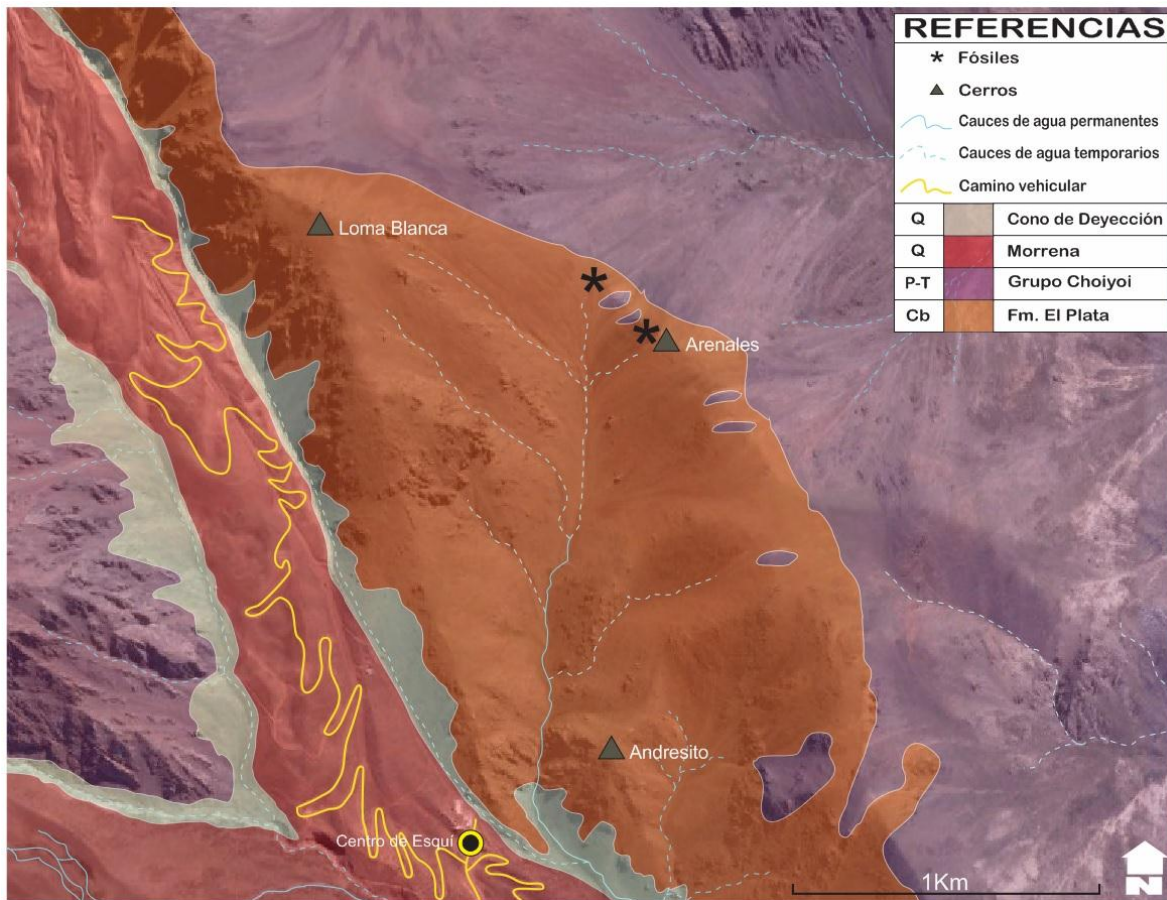 REFERENCIAS
Fósiles
Cerros
Cauces de agua permanentes
Cauces de agua temporarios
Camino vehicular
Q Cono de Deyección
Q Morrena
P-T Grupo Choiyoi
Cb Fm. El Plata
Loma Blanca
Arenales
Andresito
Centro de Esquí
1Km
N